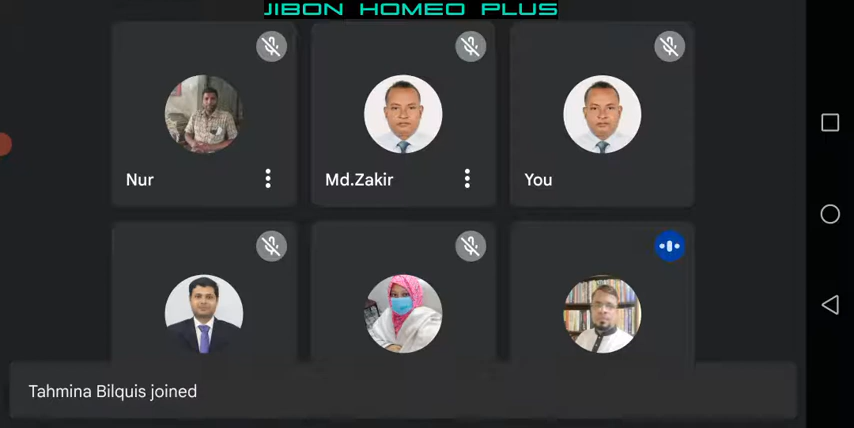 JIBON HOMEO PLUS
Nur
Md.Zakir
You
Tahmina Bilquis joined